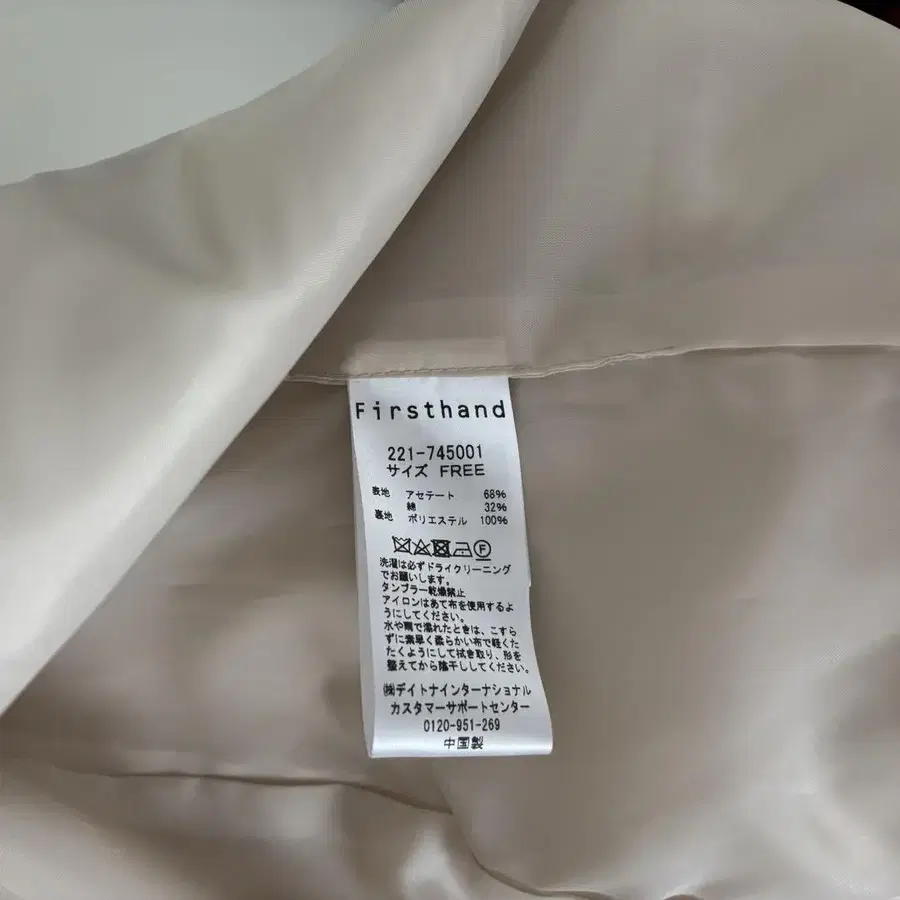 Firsthand
221-745001
サイズ FREE
表地 アセテート 68%
綿 32%
裏地 ポリエステル 100%
洗濯は必ずドライクリーニング
でお願いします。
タンブラー乾燥禁止
アイロンはあて布を使用するよ
うにしてください。
水や雨で濡れたときは、こすら
ずに素早く柔らかい布で軽くた
たくようにして拭き取り、形を
整えてから陰干ししてください。
㈱デイトナインターナショナル
カスタマーサポートセンター
0120-951-269
中国製